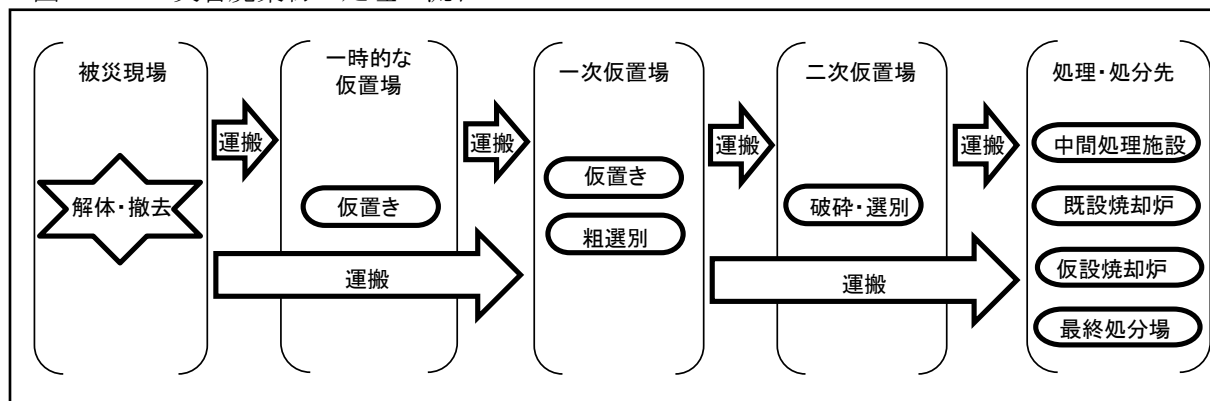 被災現場
解体・撤去
運搬
運搬
一時的な
仮置場
仮置き
運搬
一次仮置場
仮置き
粗選別
運搬
運搬
二次仮置場
破砕・選別
運搬
処理・処分先
中間処理施設
既設焼却炉
仮設焼却炉
最終処分場